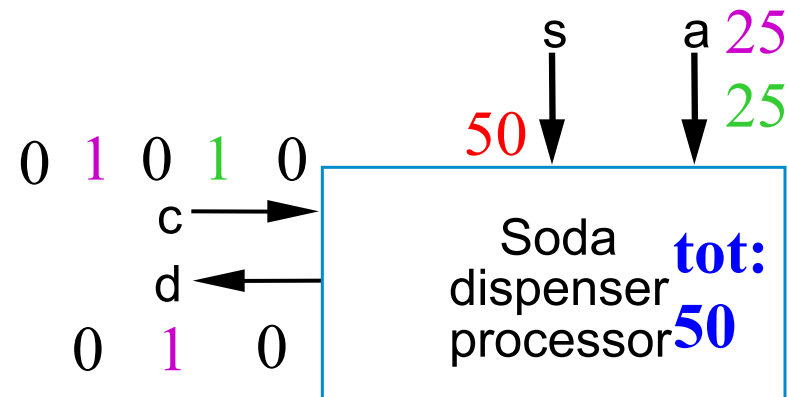 s a 25
25
50
0 1 0 1 0
c
d
0 1 0
Soda
dispenser
processor
tot:
50